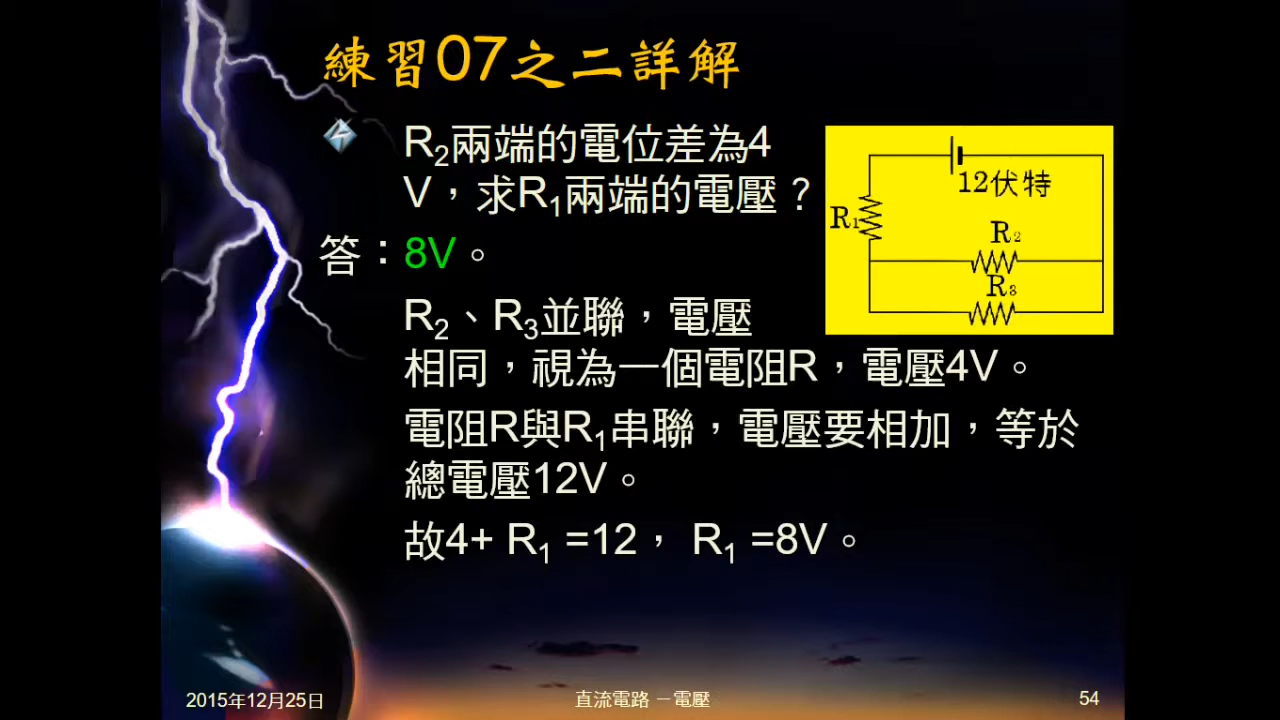 練習07之二詳解
R2兩端的電位差為4
V，求R1兩端的電壓？
答：8V。
R2、R3並聯，電壓
相同，視為一個電阻R，電壓4V。
電阻R與R1串聯，電壓要相加，等於
總電壓12V。
故4+ R1 =12， R1 =8V。
12伏特
R1
R2
R3
2015年12月25日
直流電路 －電壓
54